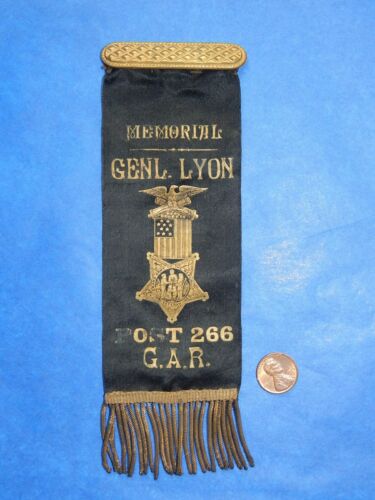 MEMORIAL
GENL. LYON
POST 266
G.A.R.